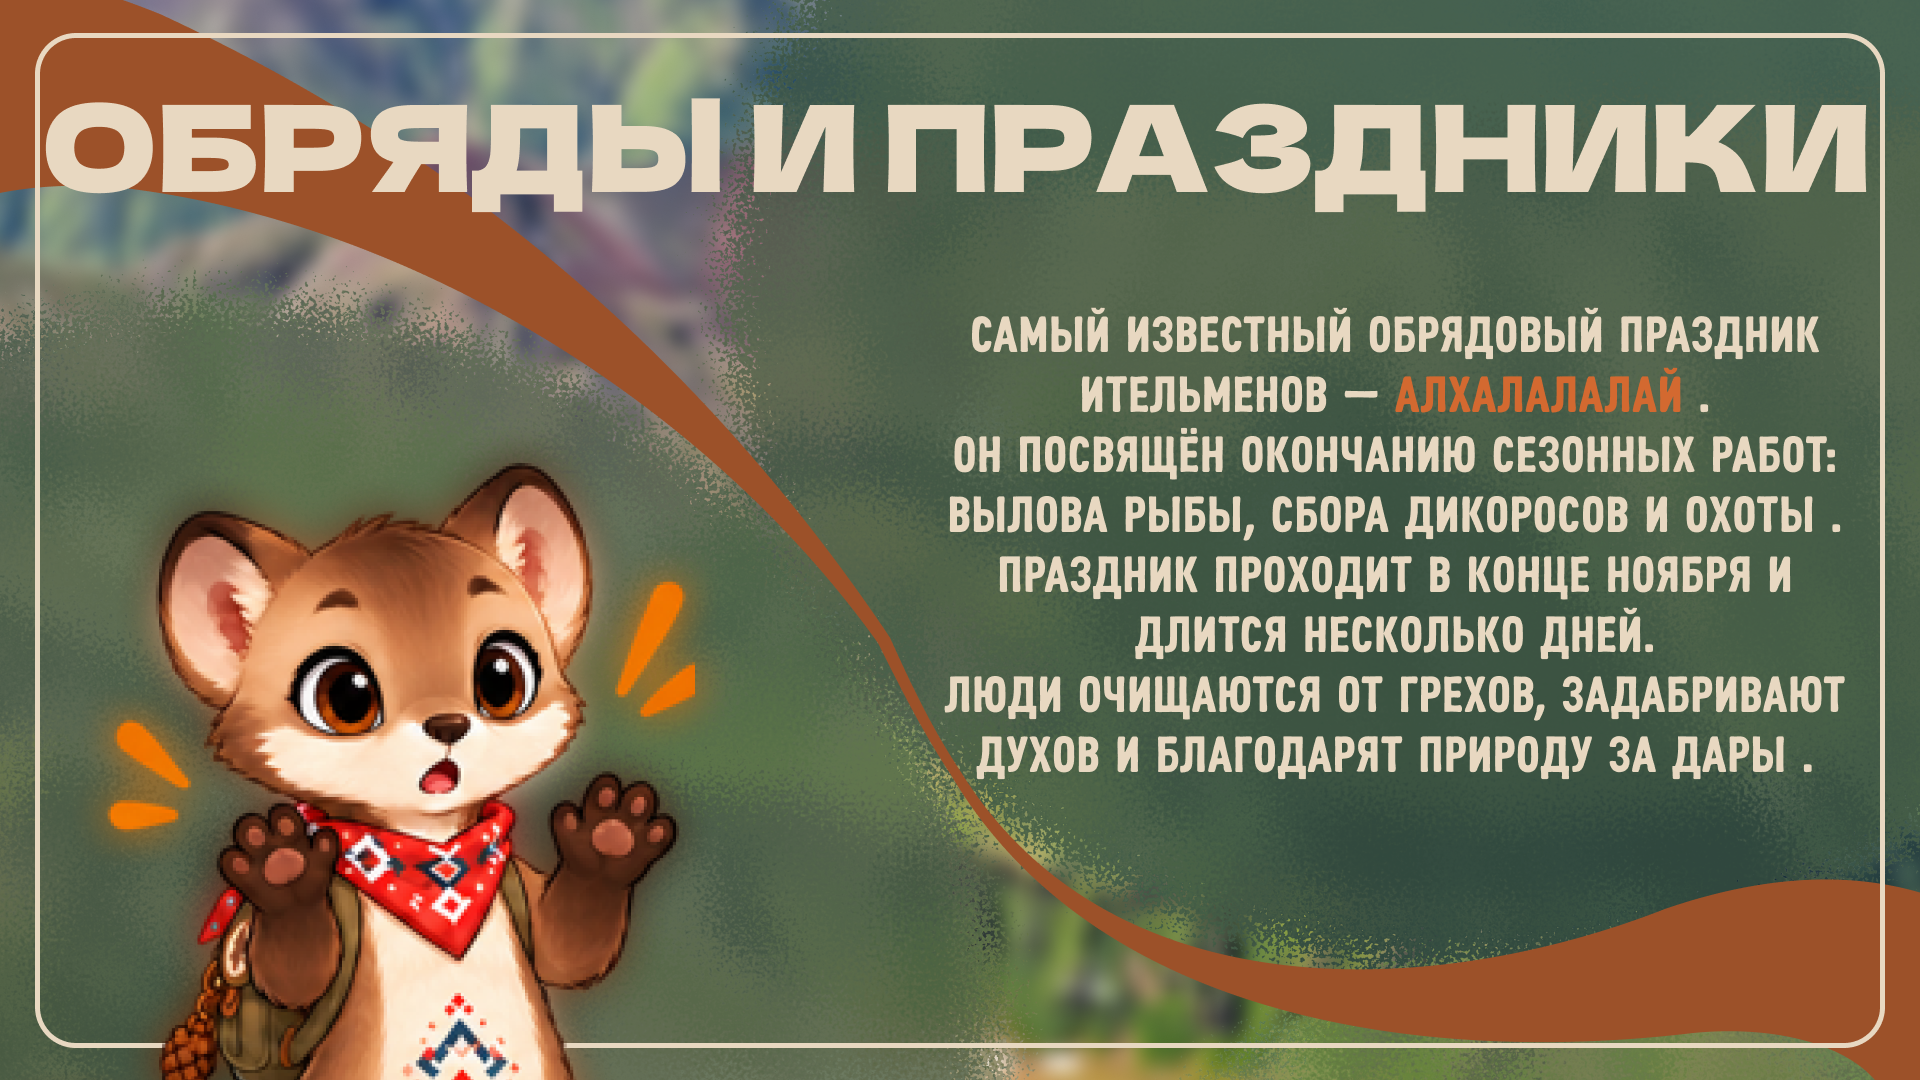 ОБРЯДЫ И ПРАЗДНИКИ
САМЫЙ ИЗВЕСТНЫЙ ОБРЯДОВЫЙ ПРАЗДНИК
ИТЕЛЬМЕНОВ — АЛХАЛАЛАЛАЙ .
ОН ПОСВЯЩЁН ОКОНЧАНИЮ СЕЗОННЫХ РАБОТ:
ВЫЛОВА РЫБЫ, СБОРА ДИКОРОСОВ И ОХОТЫ .
ПРАЗДНИК ПРОХОДИТ В КОНЦЕ НОЯБРЯ И
ДЛИТСЯ НЕСКОЛЬКО ДНЕЙ.
ЛЮДИ ОЧИЩАЮТСЯ ОТ ГРЕХОВ, ЗАДАБРИВАЮТ
ДУХОВ И БЛАГОДАРЯТ ПРИРОДУ ЗА ДАРЫ .